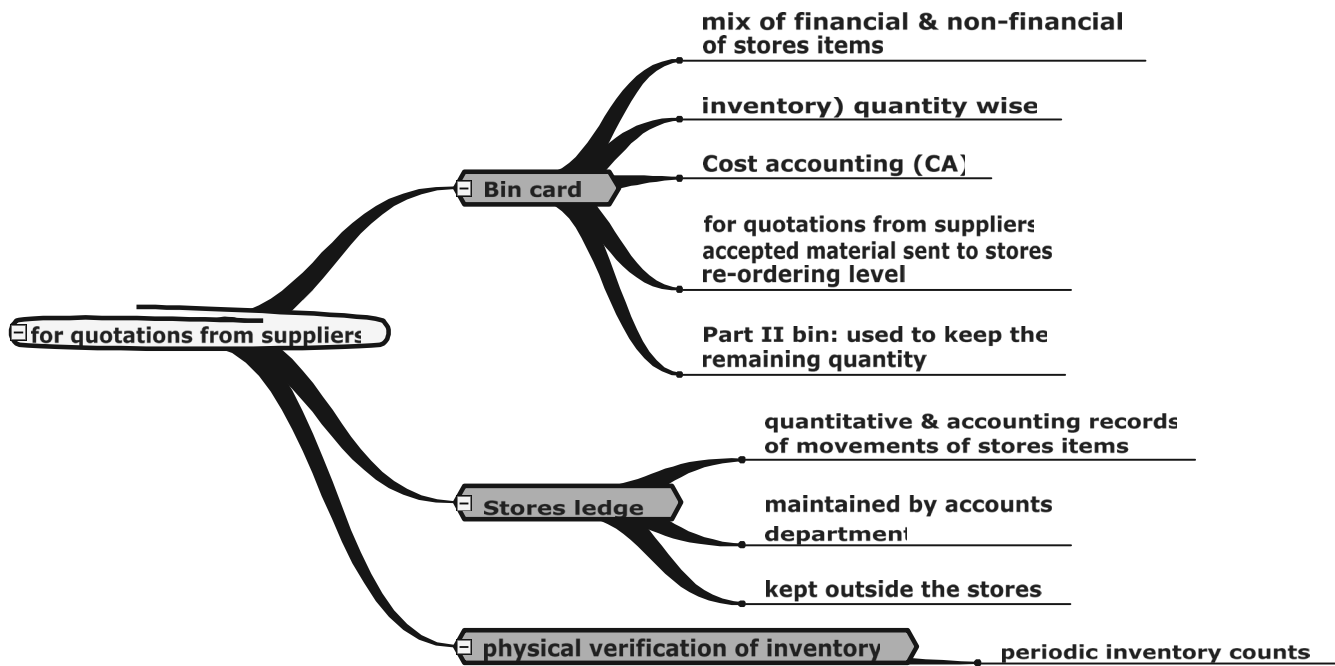 mix of financial & non-financial
of stores items
inventory) quantity wise
Cost accounting (CA)
Bin card
for quotations from suppliers
accepted material sent to stores
re-ordering level
Part II bin: used to keep the
remaining quantity
for quotations from suppliers
quantitative & accounting records
of movements of stores items
Stores ledge
maintained by accounts
department
kept outside the stores
physical verification of inventory
periodic inventory counts